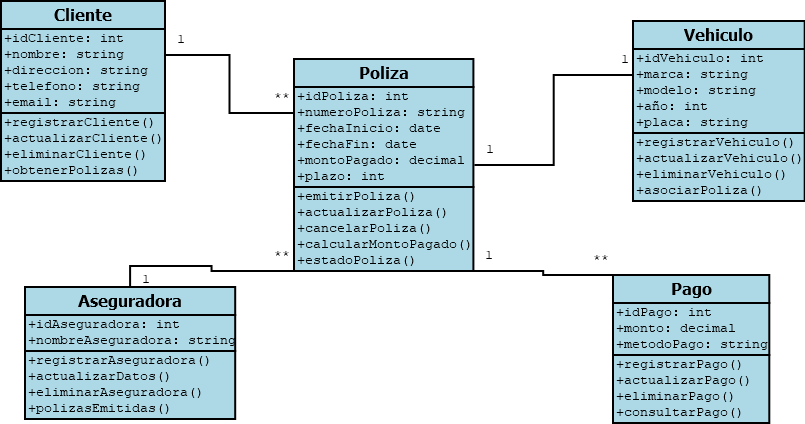 Cliente
+idCliente: int
+nombre: string
+direccion: string
+telefono: string
+email: string
+registrarCliente()
+actualizarCliente()
+eliminarCliente()
+obtenerPolizas()
1
**
Poliza
+idPoliza: int
+numeroPoliza: string
+fechaInicio: date
+fechaFin: date
+montoPagado: decimal
+plazo: int
+emitirPoliza()
+actualizarPoliza()
+cancelarPoliza()
+calcularMontoPagado()
+estadoPoliza()
1
1
Vehiculo
+idVehiculo: int
+marca: string
+modelo: string
+año: int
+placa: string
+registrarVehiculo()
+actualizarVehiculo()
+eliminarVehiculo()
+asociarPoliza()
**
1
Aseguradora
+idAseguradora: int
+nombreAseguradora: string
+registrarAseguradora()
+actualizarDatos()
+eliminarAseguradora()
+polizasEmitidas()
1
**
Pago
+idPago: int
+monto: decimal
+metodoPago: string
+registrarPago()
+actualizarPago()
+eliminarPago()
+consultarPago()